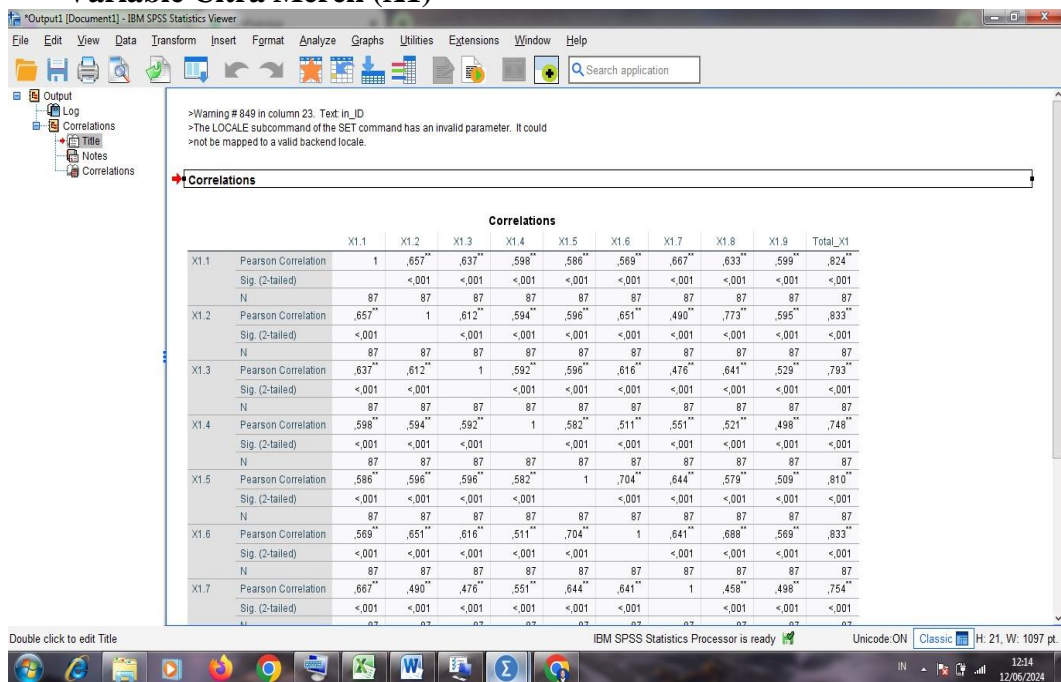 Variable Citra Merek (X1)
*Output1 [Document1] - IBM SPSS Statistics Viewer
File Edit View Data Transform Insert Format Analyze Graphs Utilities Extensions Window Help
Search application
Output
Log
Correlations
Title
Notes
Correlations
>Warning # 849 in column 23. Text: in_ID
>The LOCALE subcommand of the SET command has an invalid parameter. It could
>not be mapped to a valid backend locale.
Correlations
Correlations
X1.1 X1.2 X1.3 X1.4 X1.5 X1.6 X1.7 X1.8 X1.9 Total_X1
X1.1 Pearson Correlation 1 ,657** ,637** ,598** ,586** ,569** ,667** ,633** ,599** ,824**
Sig. (2-tailed) <,001 <,001 <,001 <,001 <,001 <,001 <,001 <,001 <,001
N 87 87 87 87 87 87 87 87 87 87
X1.2 Pearson Correlation ,657** 1 ,612** ,594** ,596** ,651** ,490** ,773** ,595** ,833**
Sig. (2-tailed) <,001 <,001 <,001 <,001 <,001 <,001 <,001 <,001 <,001
N 87 87 87 87 87 87 87 87 87 87
X1.3 Pearson Correlation ,637** ,612** 1 ,592** ,596** ,616** ,476** ,641** ,529** ,793**
Sig. (2-tailed) <,001 <,001 <,001 <,001 <,001 <,001 <,001 <,001 <,001
N 87 87 87 87 87 87 87 87 87 87
X1.4 Pearson Correlation ,598** ,594** ,592** 1 ,582** ,511** ,551** ,521** ,498** ,748**
Sig. (2-tailed) <,001 <,001 <,001 <,001 <,001 <,001 <,001 <,001 <,001
N 87 87 87 87 87 87 87 87 87 87
X1.5 Pearson Correlation ,586** ,596** ,596** ,582** 1 ,704** ,644** ,579** ,509** ,810**
Sig. (2-tailed) <,001 <,001 <,001 <,001 <,001 <,001 <,001 <,001 <,001
N 87 87 87 87 87 87 87 87 87 87
X1.6 Pearson Correlation ,569** ,651** ,616** ,511** ,704** 1 ,641** ,688** ,569** ,833**
Sig. (2-tailed) <,001 <,001 <,001 <,001 <,001 <,001 <,001 <,001 <,001
N 87 87 87 87 87 87 87 87 87 87
X1.7 Pearson Correlation ,667** ,490** ,476** ,551** ,644** ,641** 1 ,458** ,498** ,754**
Sig. (2-tailed) <,001 <,001 <,001 <,001 <,001 <,001 <,001 <,001 <,001
N 87 87 87 87 87 87 87 87 87 87
Double click to edit Title IBM SPSS Statistics Processor is ready Unicode:ON Classic H: 21, W: 1097 pt.
IN 12:14
12/06/2024